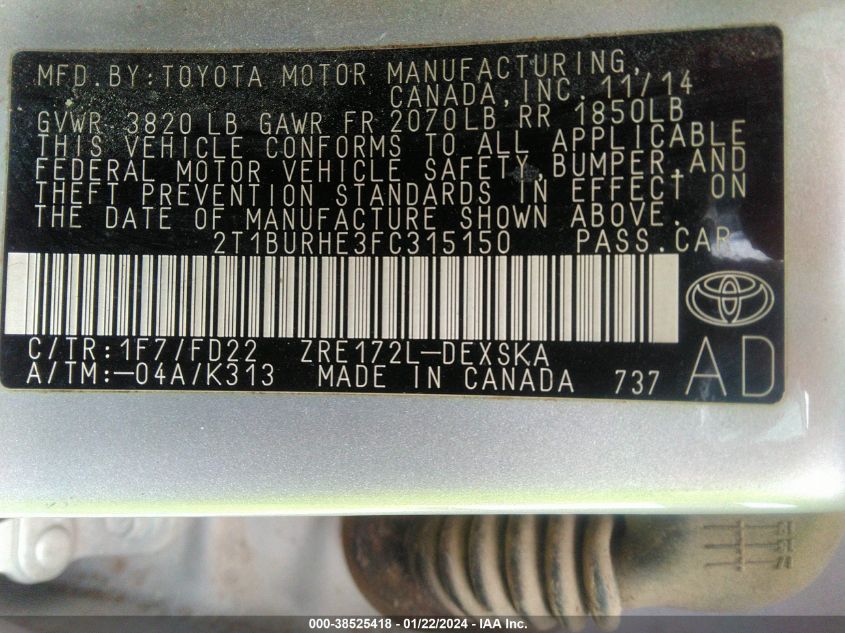 MFD.BY:TOYOTA MOTOR MANUFACTURING,
CANADA,INC. 11/14
GVWR 3820 LB GAWR FR 2070LB RR 1850LB
THIS VEHICLE CONFORMS TO ALL APPLICABLE
FEDERAL MOTOR VEHICLE SAFETY,BUMPER,AND
THEFT PREVENTION STANDARDS IN EFFECT ON
THE DATE OF MANUFACTURE SHOWN ABOVE.
2T1BURHE3FC315150 PASS.CAR
C/TR:1F7/FD22 ZRE172L-DEXSKA
A/TM:-04A/K313 MADE IN CANADA 737 AD
000-38525418 - 01/22/2024 - IAA Inc.